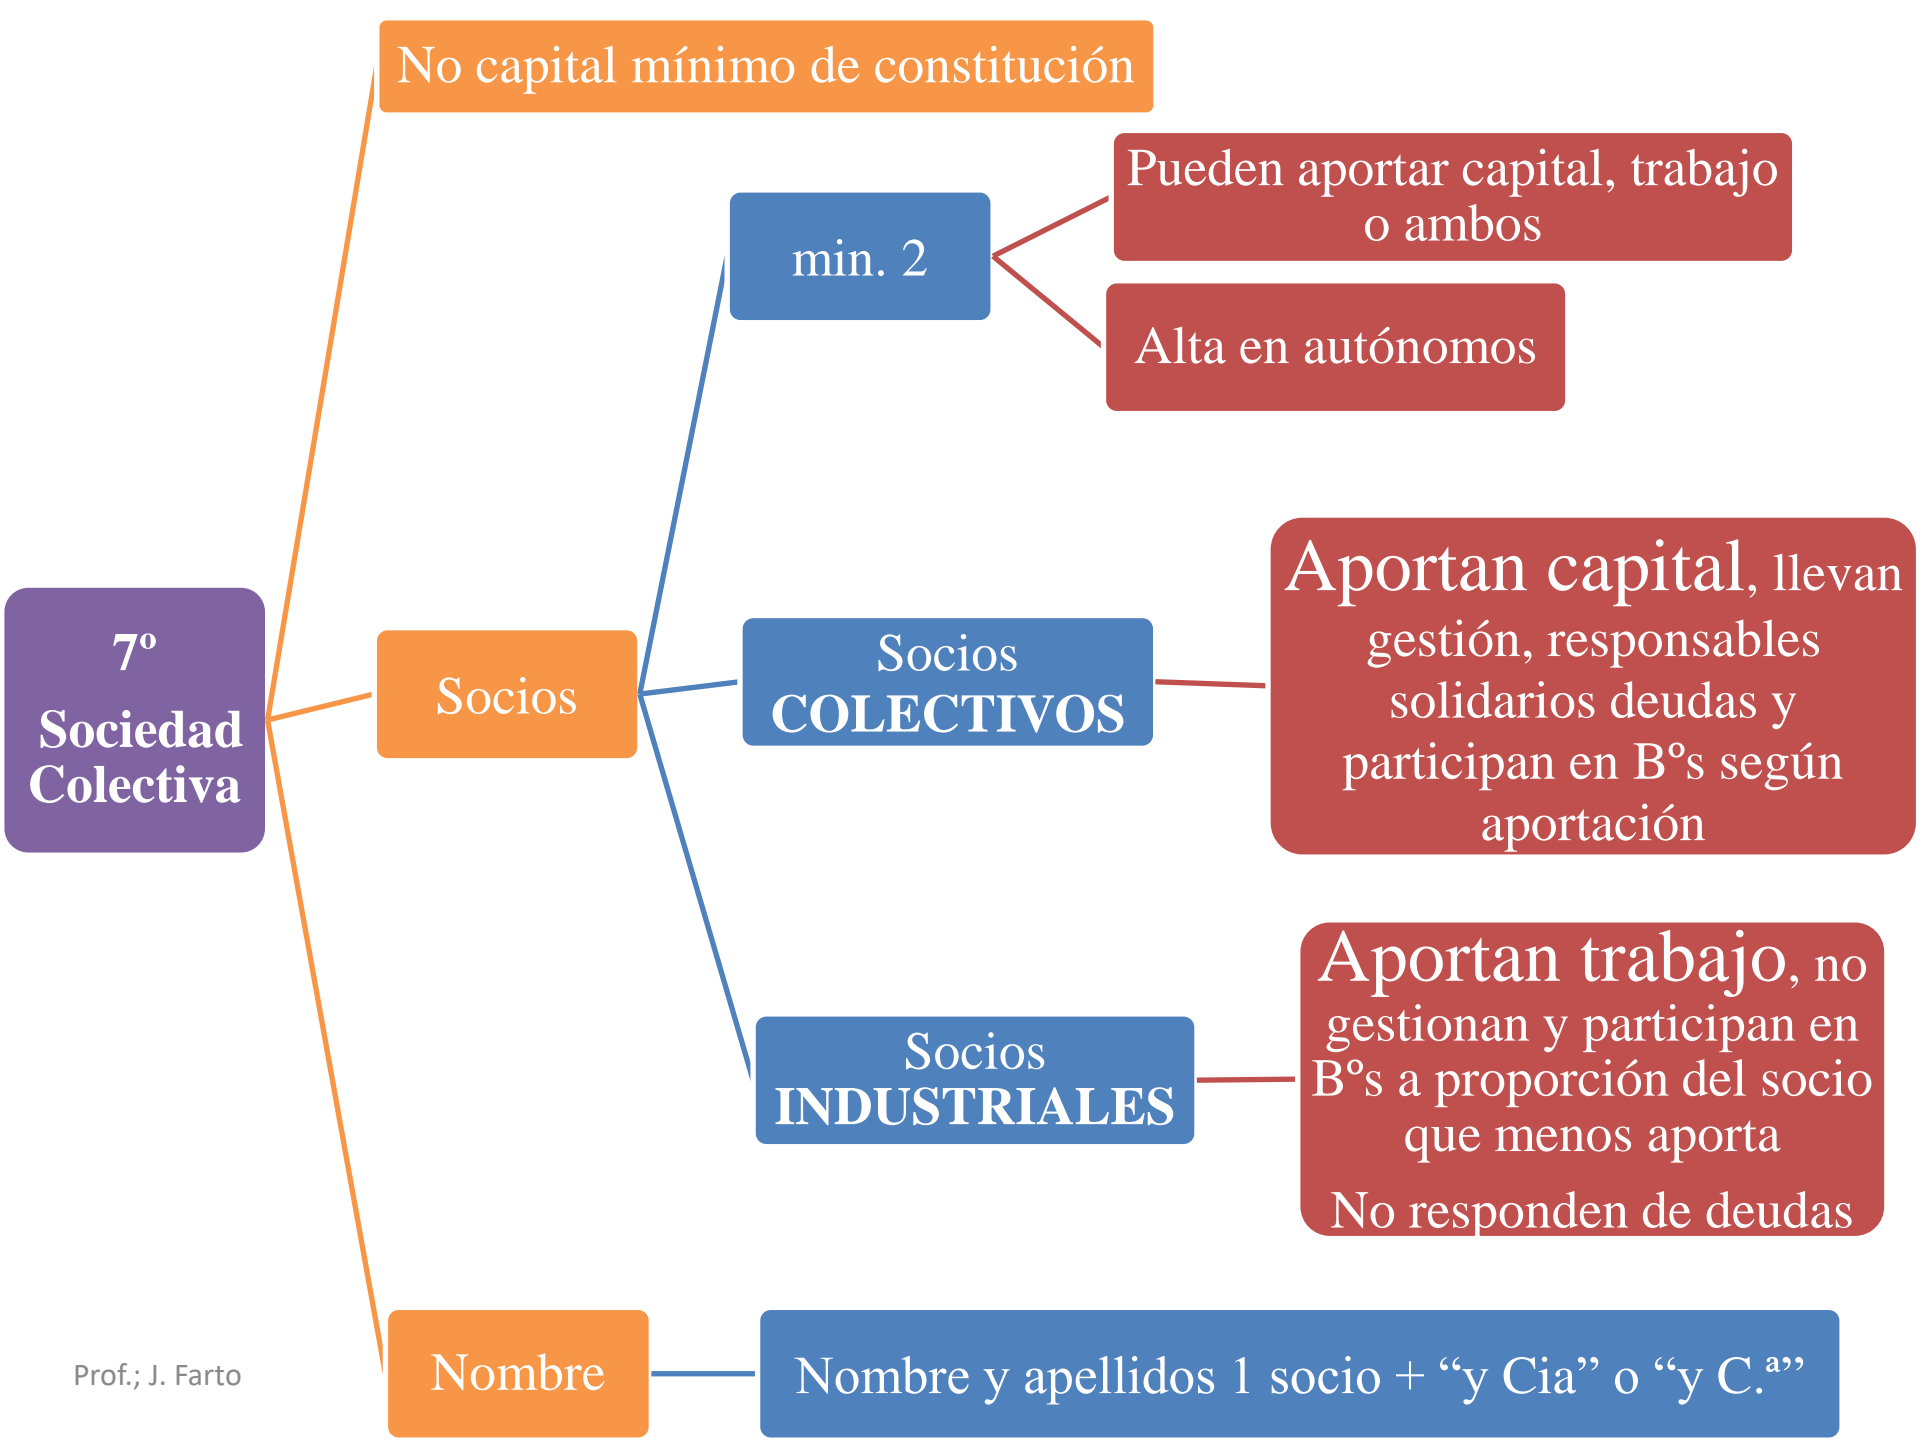 No capital mínimo de constitución
Pueden aportar capital, trabajo
o ambos
min. 2
Alta en autónomos
7º
Sociedad
Colectiva
Socios
Socios
COLECTIVOS
Aportan capital, llevan
gestión, responsables
solidarios deudas y
participan en Bºs según
aportación
Socios
INDUSTRIALES
Aportan trabajo, no
gestionan y participan en
Bºs a proporción del socio
que menos aporta
No responden de deudas
Nombre
Nombre y apellidos 1 socio + “y Cia” o “y C.ª”
Prof.; J. Farto